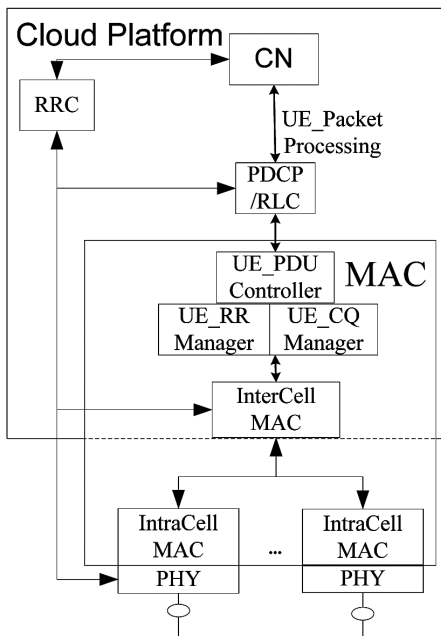 Cloud Platform
CN
RRC
UE_Packet
Processing
PDCP
/RLC
UE_PDU
Controller
MAC
UE_RR
Manager
UE_CQ
Manager
InterCell
MAC
IntraCell
MAC
PHY
...
IntraCell
MAC
PHY